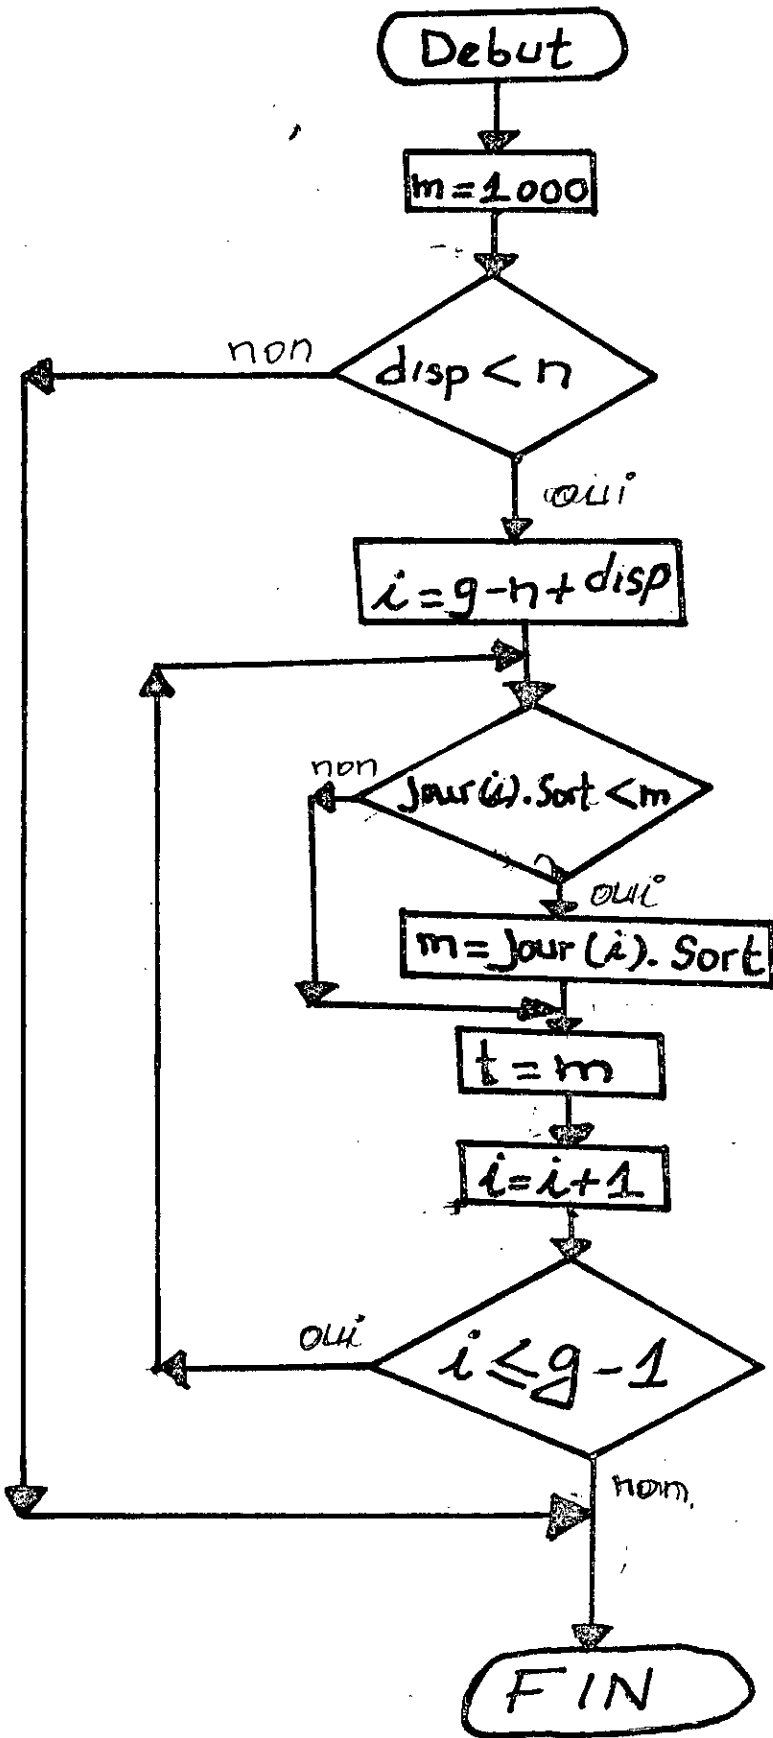 Debut
m=1000
disp < n
non
oui
i=g-n+disp
Jour(i).Sort <m
non
oui
m=Jour(i).Sort
t=m
i=i+1
i≤g-1
oui
non
FIN